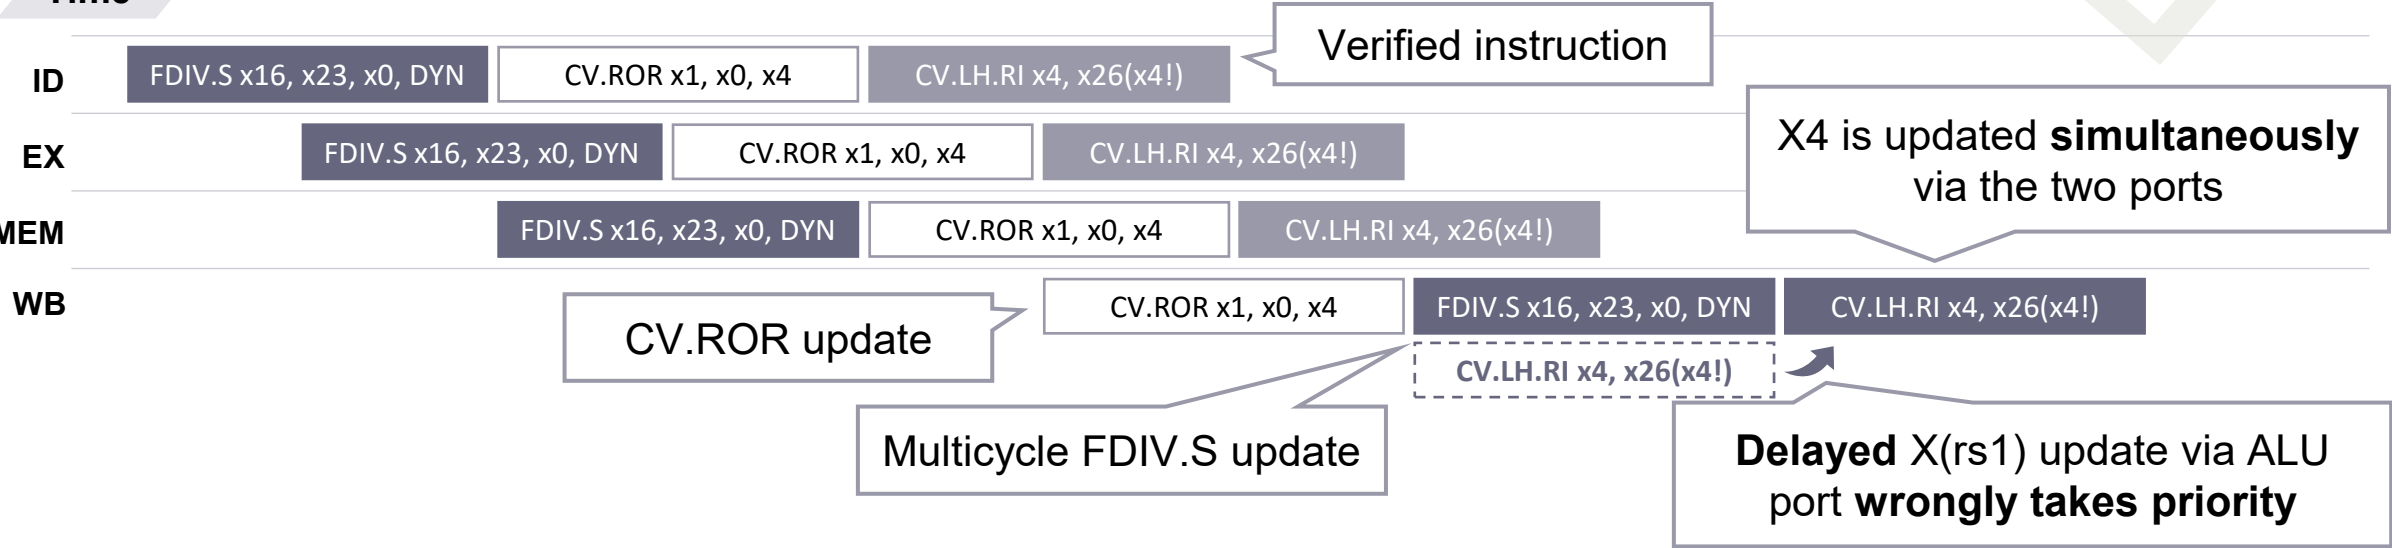 Time
ID
FDIV.S x16, x23, x0, DYN
CV.ROR x1, x0, x4
CV.LH.RI x4, x26(x4!)
Verified instruction
EX
FDIV.S x16, x23, x0, DYN
CV.ROR x1, x0, x4
CV.LH.RI x4, x26(x4!)
X4 is updated simultaneously
via the two ports
MEM
FDIV.S x16, x23, x0, DYN
CV.ROR x1, x0, x4
CV.LH.RI x4, x26(x4!)
WB
CV.ROR update
CV.ROR x1, x0, x4
FDIV.S x16, x23, x0, DYN
CV.LH.RI x4, x26(x4!)
CV.LH.RI x4, x26(x4!)
Multicycle FDIV.S update
Delayed X(rs1) update via ALU
port wrongly takes priority